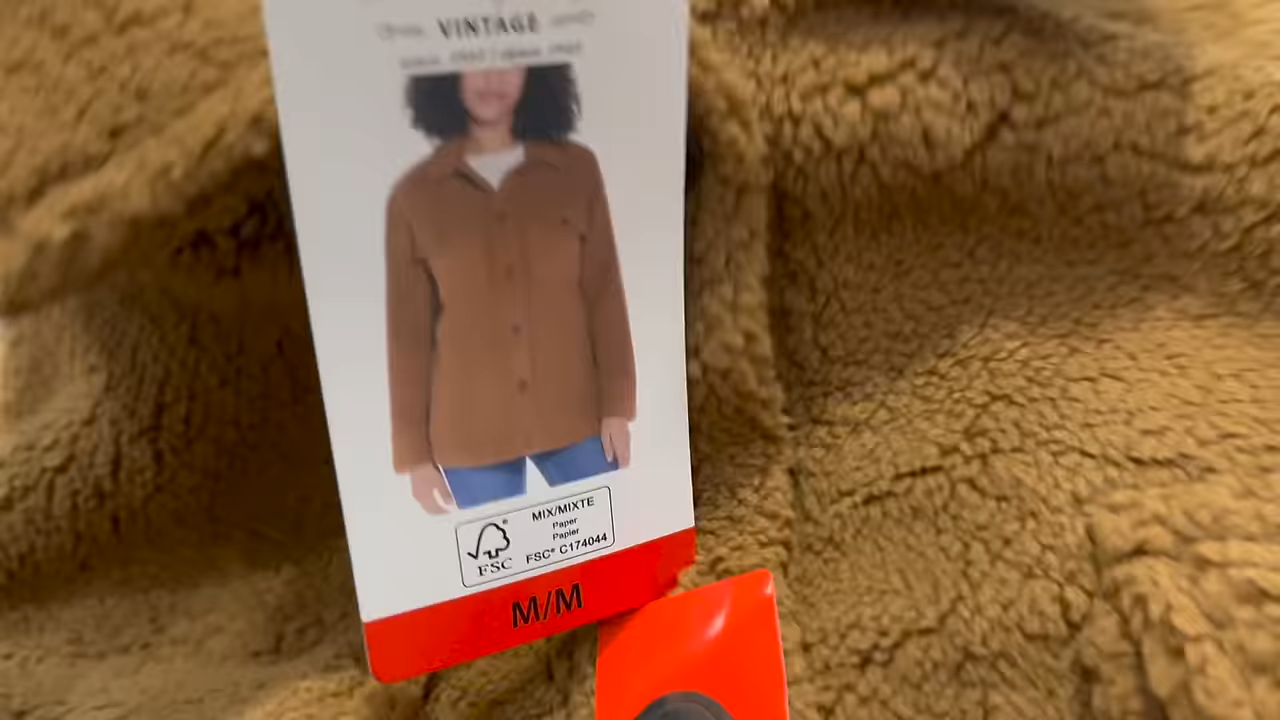 VINTAGE
MIX/MIXTE
Paper
Papier
FSC® C174044
FSC
M/M